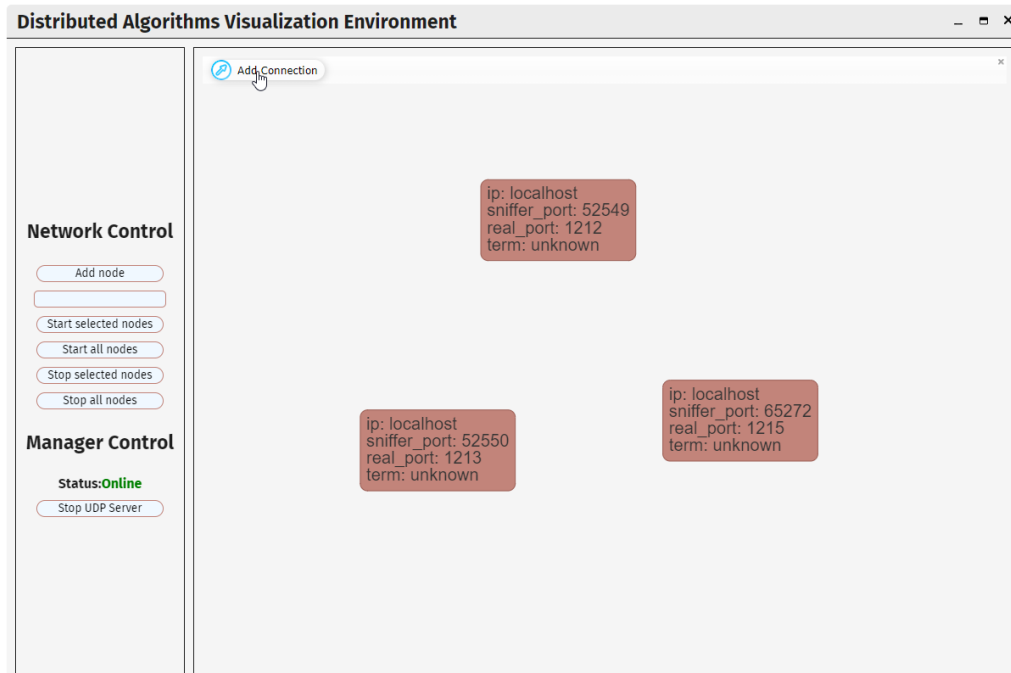 Distributed Algorithms Visualization Environment
Add Connection
Network Control
Add node
Start selected nodes
Start all nodes
Stop selected nodes
Stop all nodes
Manager Control
Status:Online
Stop UDP Server
ip: localhost
sniffer_port: 52549
real_port: 1212
term: unknown
ip: localhost
sniffer_port: 52550
real_port: 1213
term: unknown
ip: localhost
sniffer_port: 65272
real_port: 1215
term: unknown